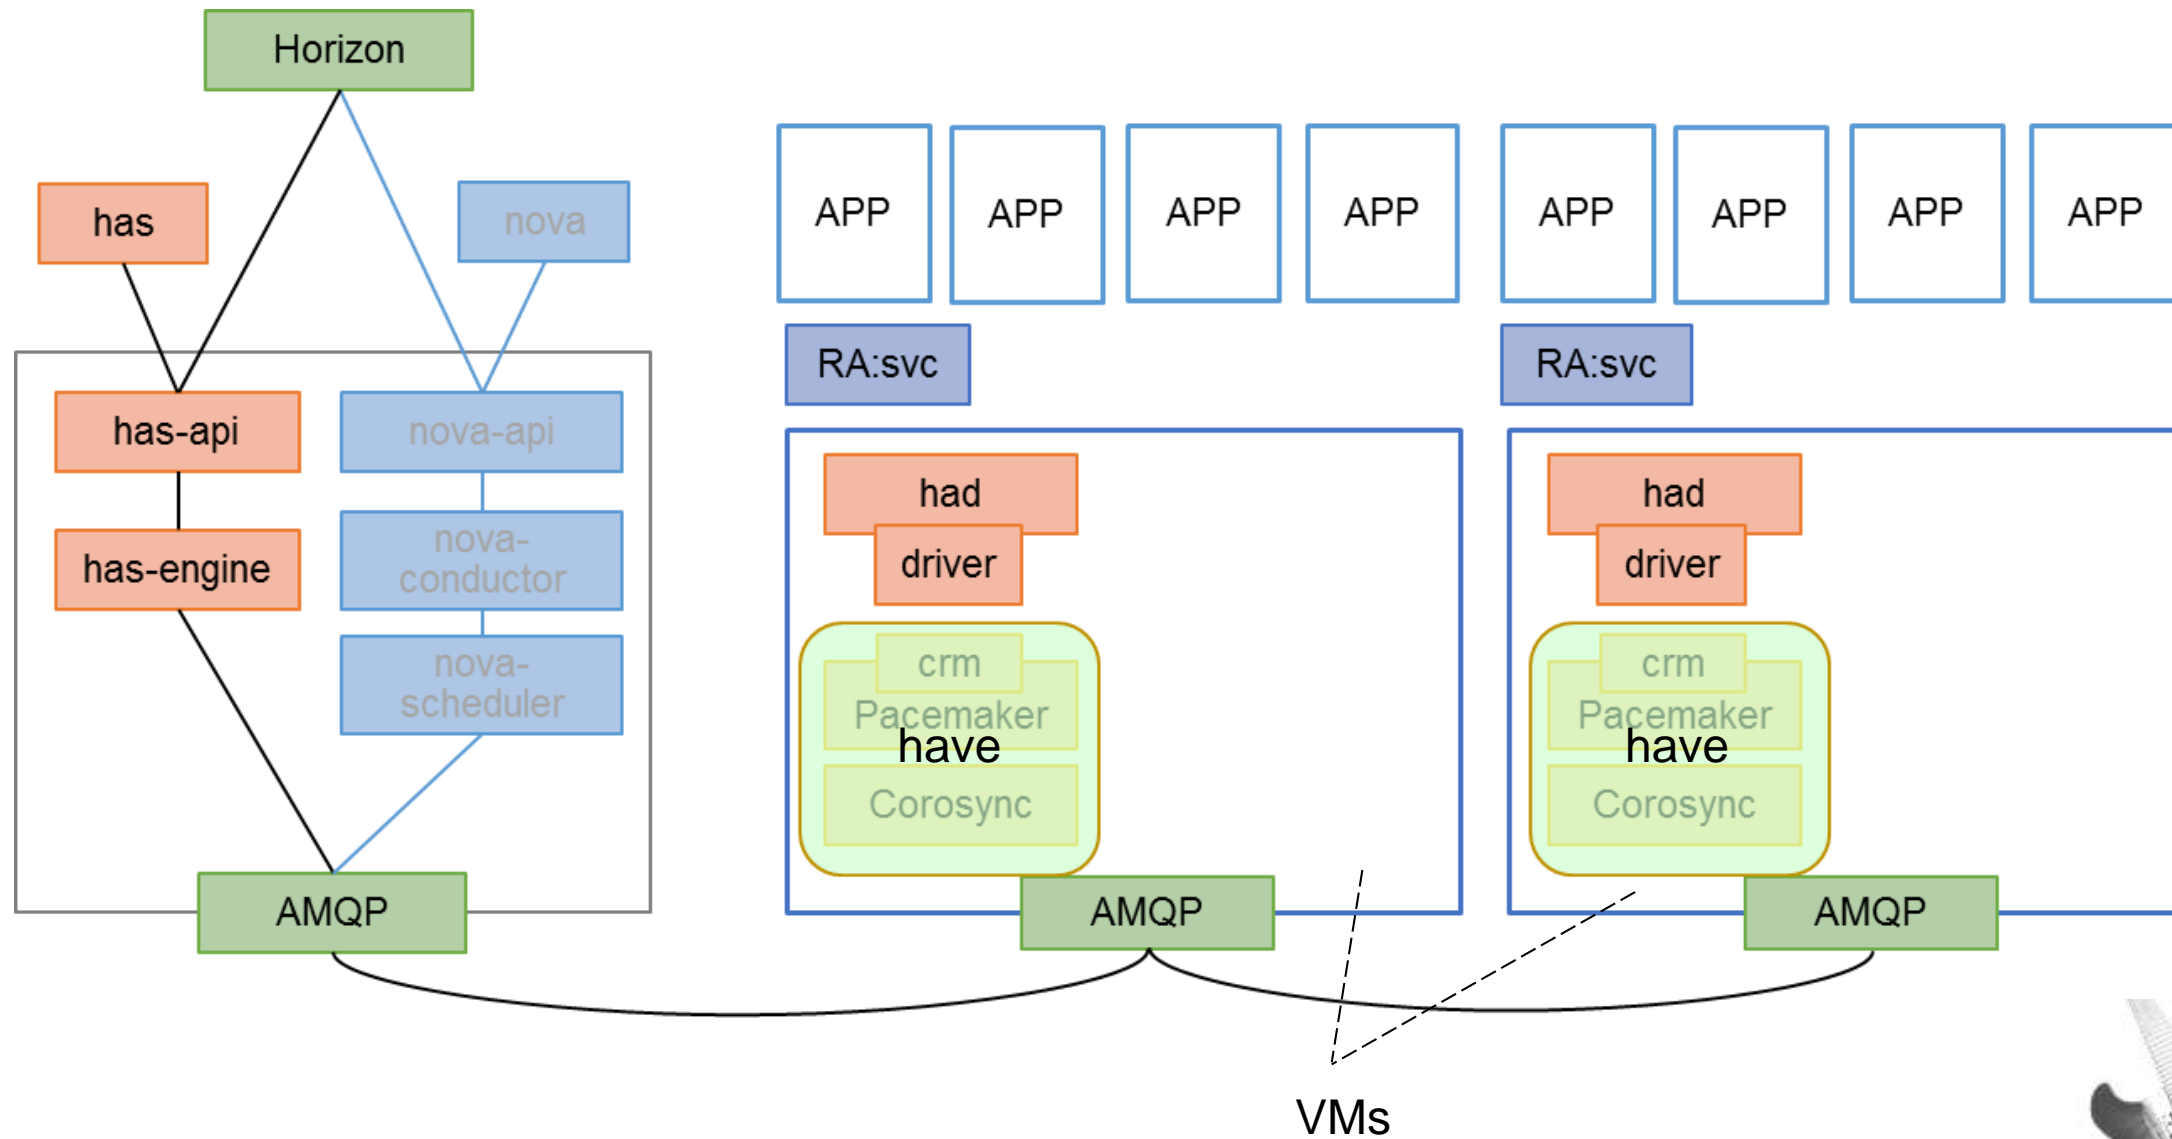 Horizon
has
nova
has-api
nova-api
has-engine
nova-
conductor
nova-
scheduler
AMQP
APP
APP
APP
APP
APP
APP
APP
APP
RA:svc
RA:svc
had
driver
crm
Pacemaker
have
Corosync
AMQP
had
driver
crm
Pacemaker
have
Corosync
AMQP
VMs